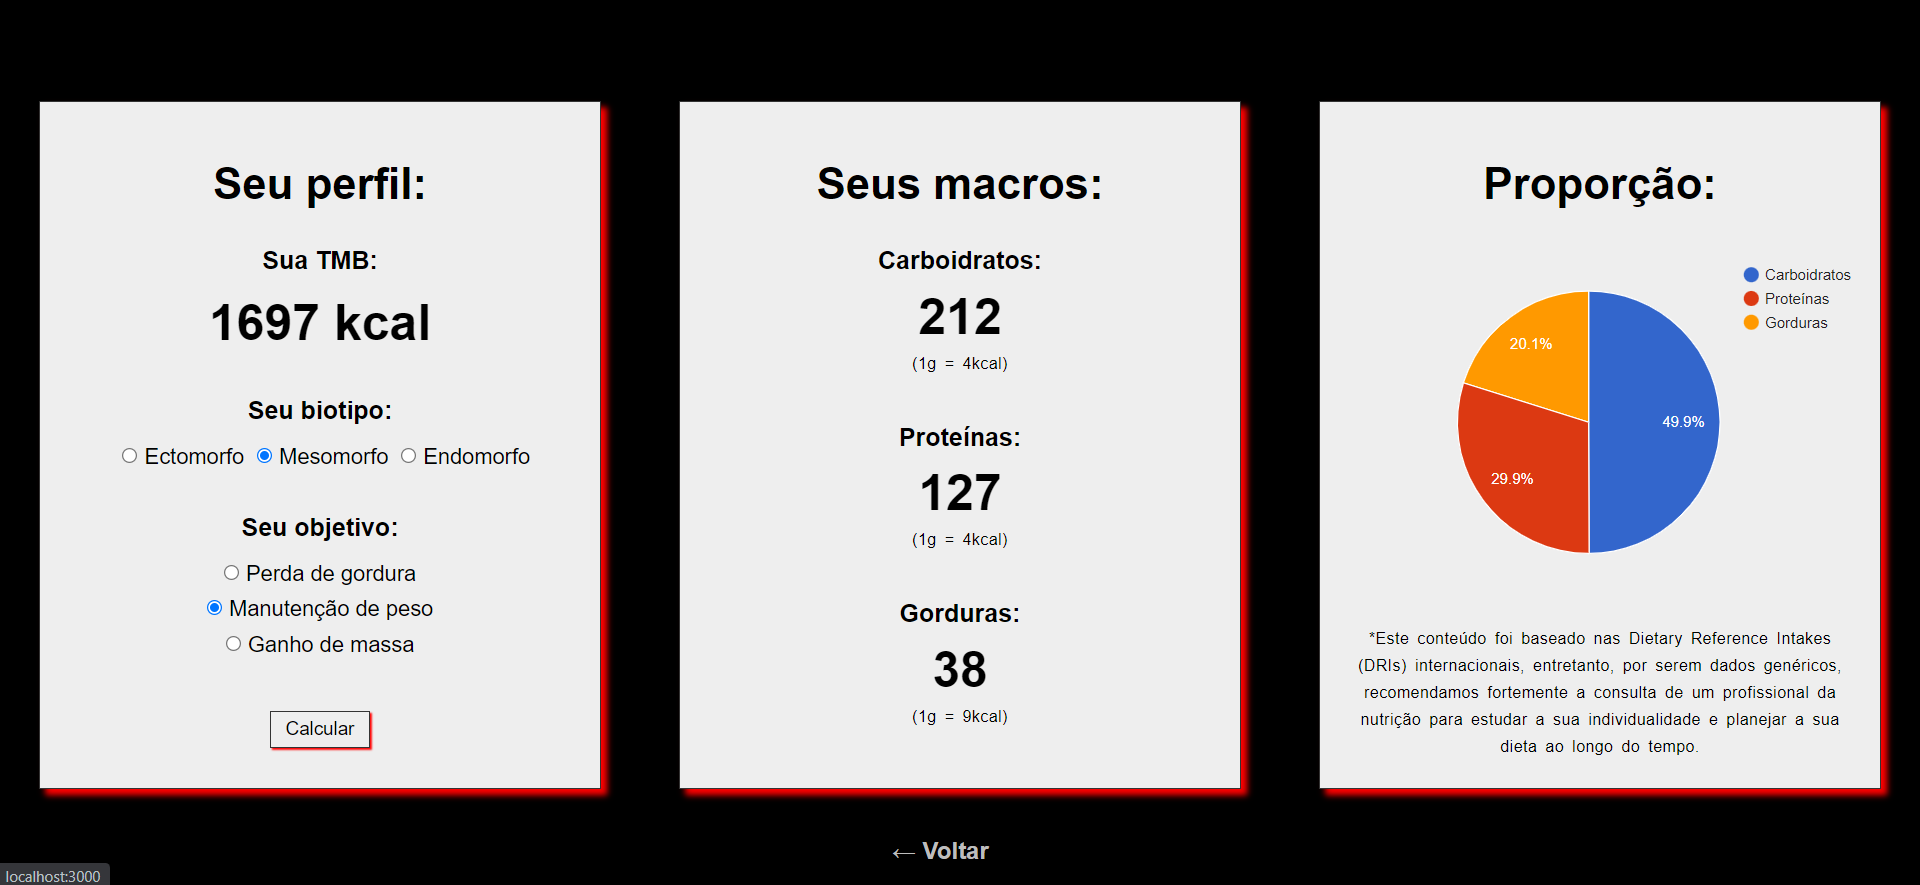 Seu perfil:
Sua TMB:
1697 kcal
Seu biotipo:
Ectomorfo Mesomorfo Endomorfo
Seu objetivo:
Perda de gordura
Manutenção de peso
Ganho de massa
Calcular
Seus macros:
Carboidratos:
212
(1g = 4kcal)
Proteínas:
127
(1g = 4kcal)
Gorduras:
38
(1g = 9kcal)
Proporção:
Carboidratos
Proteínas
Gorduras
20.1%
49.9%
29.9%
*Este conteúdo foi baseado nas Dietary Reference Intakes
(DRIs) internacionais, entretanto, por serem dados genéricos,
recomendamos fortemente a consulta de um profissional da
nutrição para estudar a sua individualidade e planejar a sua
dieta ao longo do tempo.
← Voltar
localhost:3000